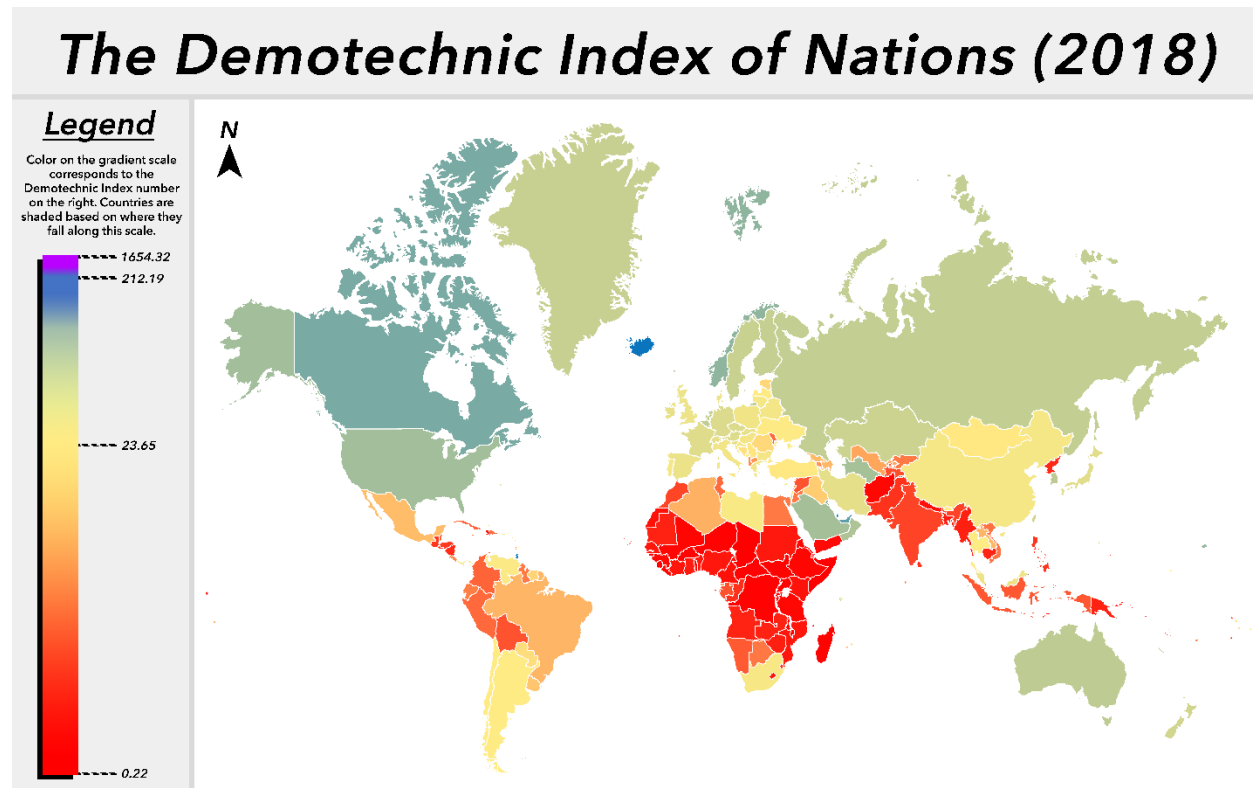 The Demotechnic Index of Nations (2018)
Legend
Color on the gradient scale
corresponds to the
Demotechnic Index number
on the right. Countries are
shaded based on where they
fall along this scale.
1654.32
212.19
23.65
0.22
N